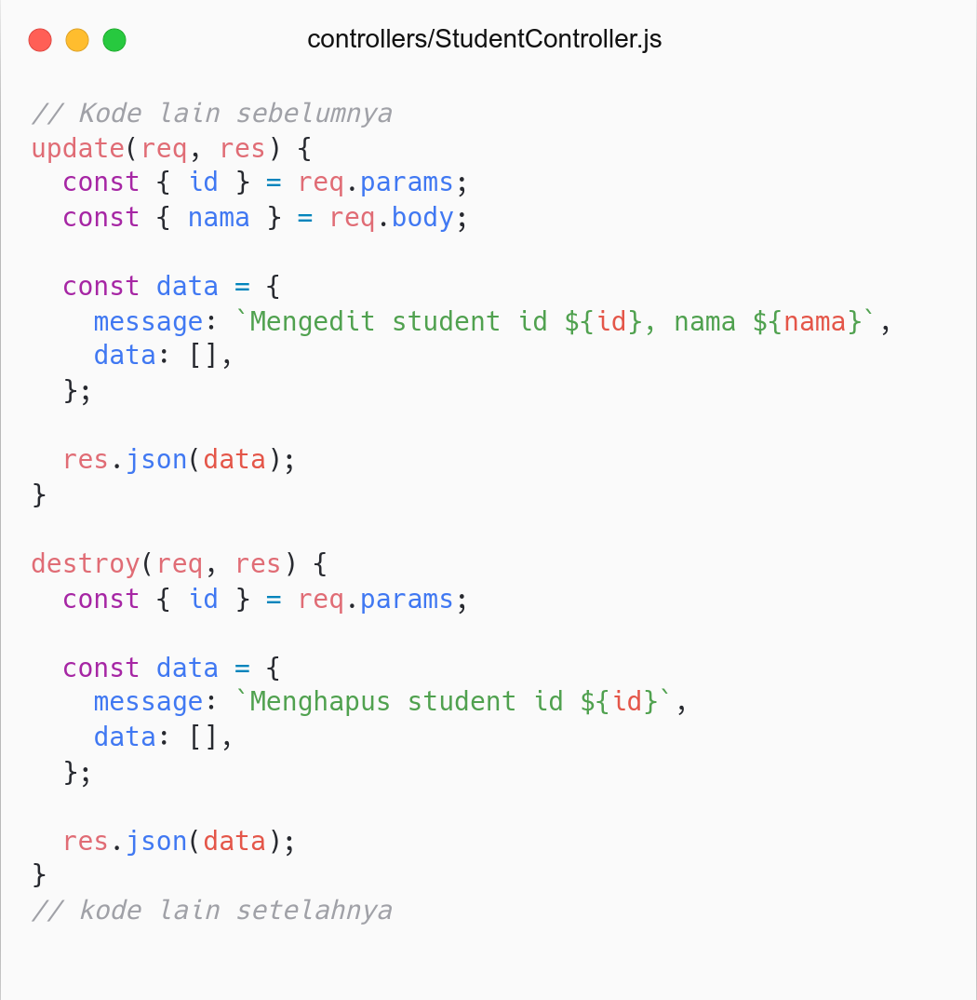 controllers/StudentController.js
// Kode lain sebelumnya
update(req, res) {
  const { id } = req.params;
  const { nama } = req.body;

  const data = {
    message: `Mengedit student id ${id}, nama ${nama}`,
    data: [],
  };

  res.json(data);
}

destroy(req, res) {
  const { id } = req.params;

  const data = {
    message: `Menghapus student id ${id}`,
    data: [],
  };

  res.json(data);
}
// kode lain setelahnya